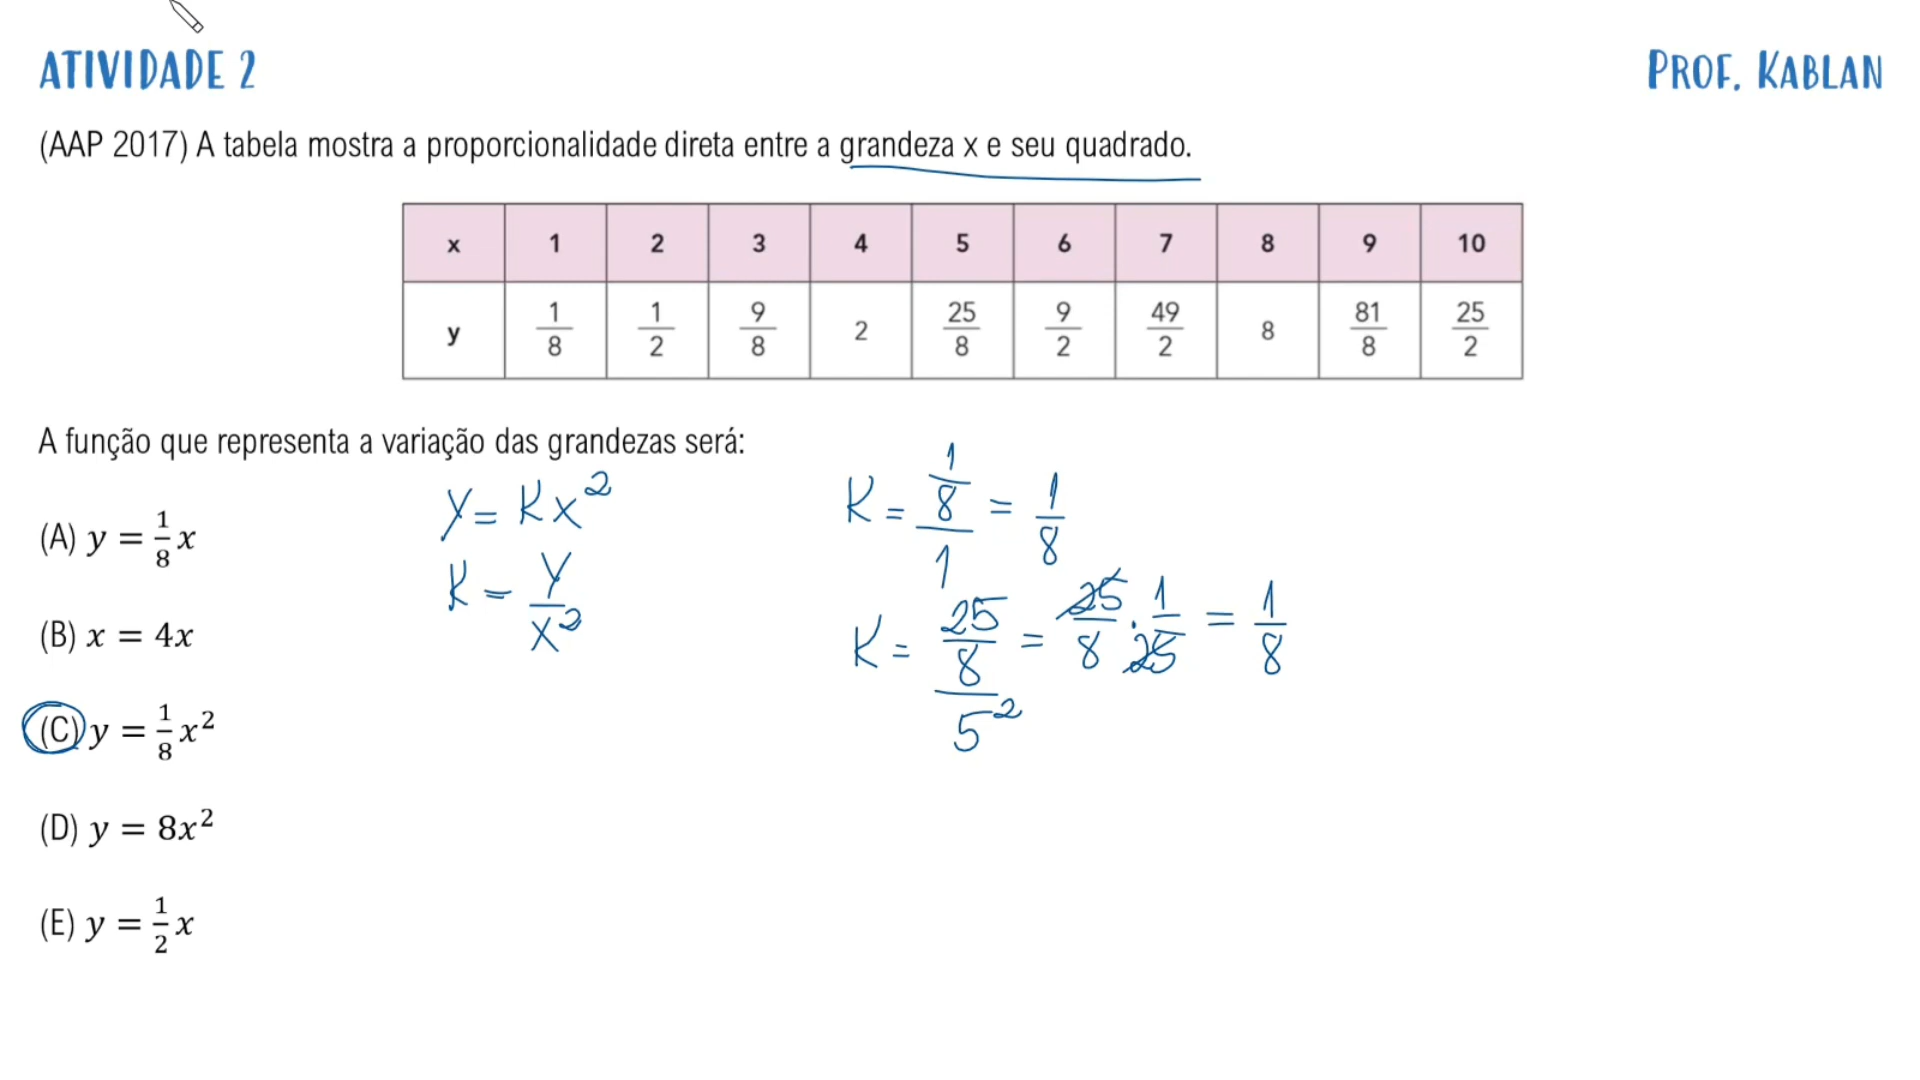 ATIVIDADE 2
PROF. KABLAN
(AAP 2017) A tabela mostra a proporcionalidade direta entre a grandeza x e seu quadrado.
x 1 2 3 4 5 6 7 8 9 10
y 1/8 1/2 9/8 2 25/8 9/2 49/2 8 81/8 25/2
A função que representa a variação das grandezas será:
(A) y = 1/8 x
(B) x = 4x
(C) y = 1/8 x²
(D) y = 8x²
(E) y = 1/2 x
y = Kx²
K = y/x²
K = (1/8)/1 = 1/8
K = (25/8)/5² = 25/8 · 1/25 = 1/8